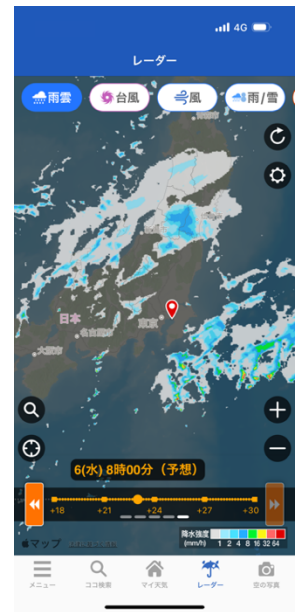 4G
レーダー
雨雲
台風
風
雨/雪
日本
東京
名古屋市
大阪市
6(水) 8時00分（予想）
+18
+21
+24
+27
+30
マップ
降水強度
(mm/h)
1 2 4 8 16 32 64
メニュー
ココ検索
マイ天気
レーダー
空の写真